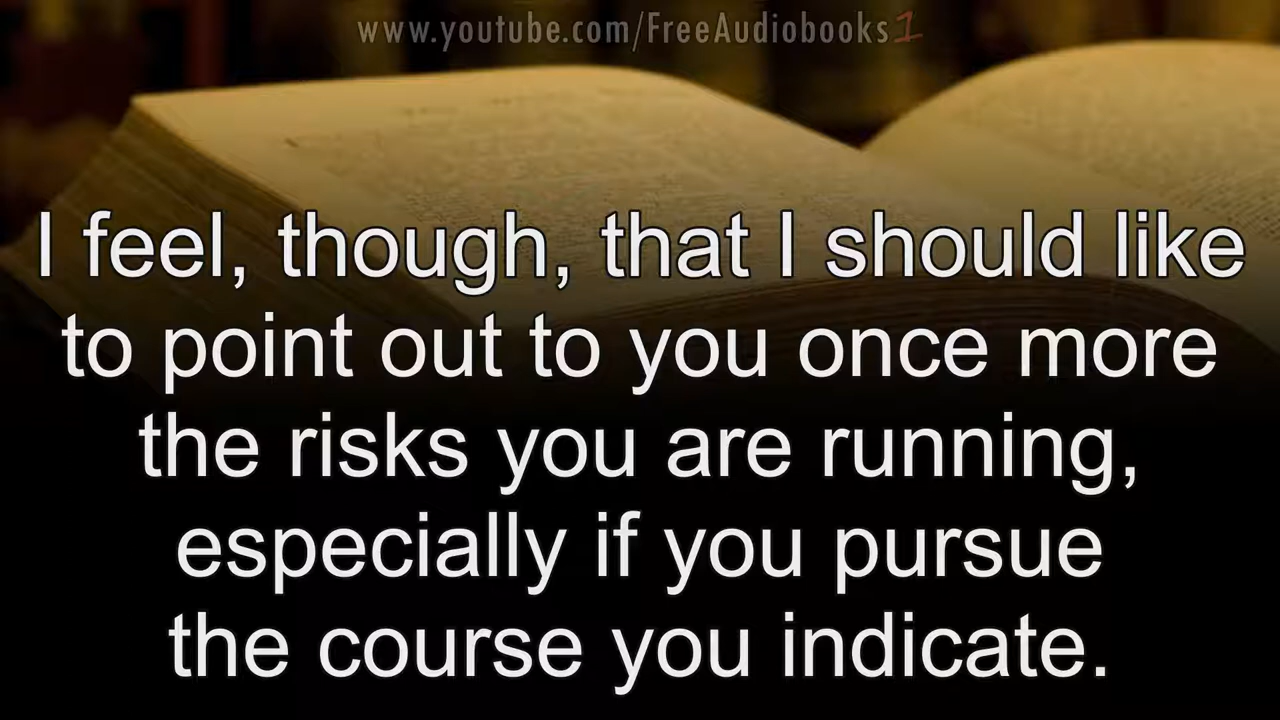 www.youtube.com/FreeAudiobooks1
I feel, though, that I should like
to point out to you once more
the risks you are running,
especially if you pursue
the course you indicate.